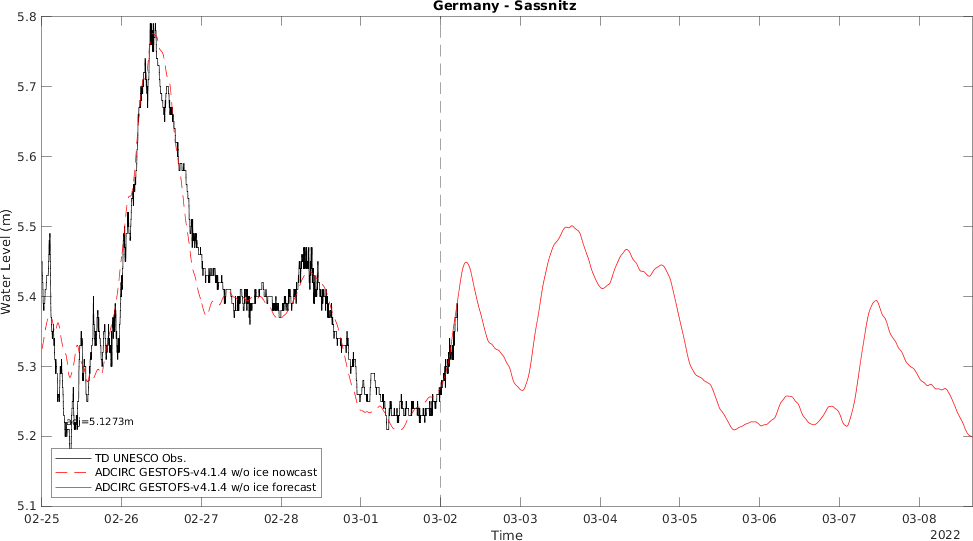 Germany - Sassnitz
5.8
5.7
5.6
5.5
5.4
5.3
5.2
5.1
Water Level (m)
=5.1273m
TD UNESCO Obs.
ADCIRC GESTOFS-v4.1.4 w/o ice nowcast
ADCIRC GESTOFS-v4.1.4 w/o ice forecast
02-25 02-26 02-27 02-28 03-01 03-02 03-03 03-04 03-05 03-06 03-07 03-08
Time
2022